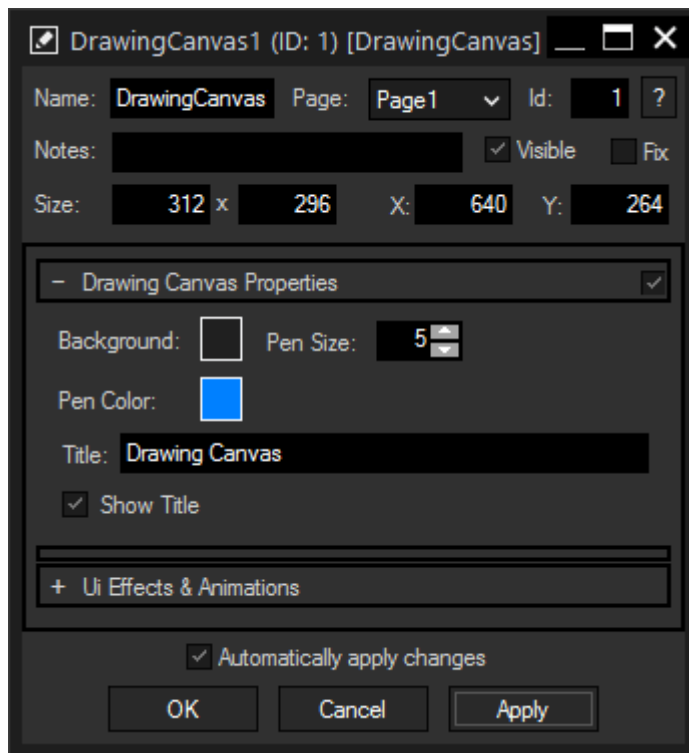 DrawingCanvas1 (ID: 1) [DrawingCanvas]
Name: DrawingCanvas Page: Page1 Id: 1 ?
Notes: Visible Fix
Size: 312 x 296 X: 640 Y: 264
− Drawing Canvas Properties
Background: Pen Size: 5
Pen Color:
Title: Drawing Canvas
Show Title
+ Ui Effects & Animations
Automatically apply changes
OK Cancel Apply